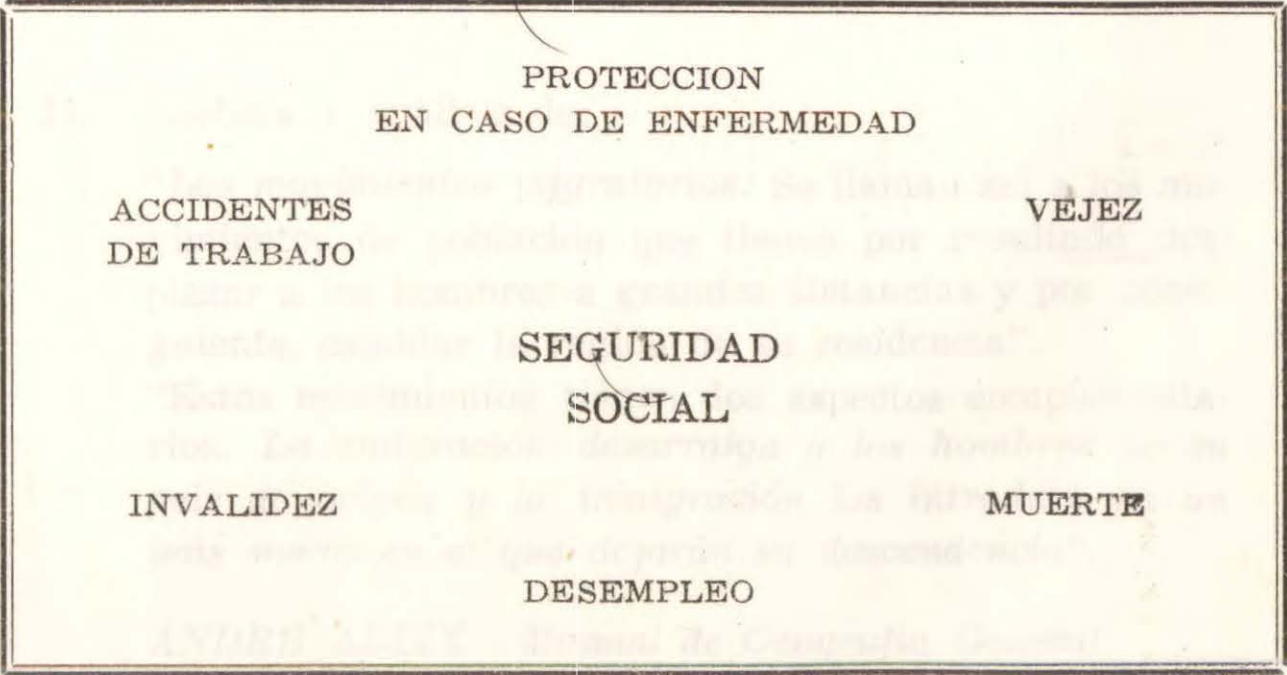 PROTECCION
EN CASO DE ENFERMEDAD
ACCIDENTES
DE TRABAJO
VEJEZ
SEGURIDAD
SOCIAL
INVALIDEZ
MUERTE
DESEMPLEO